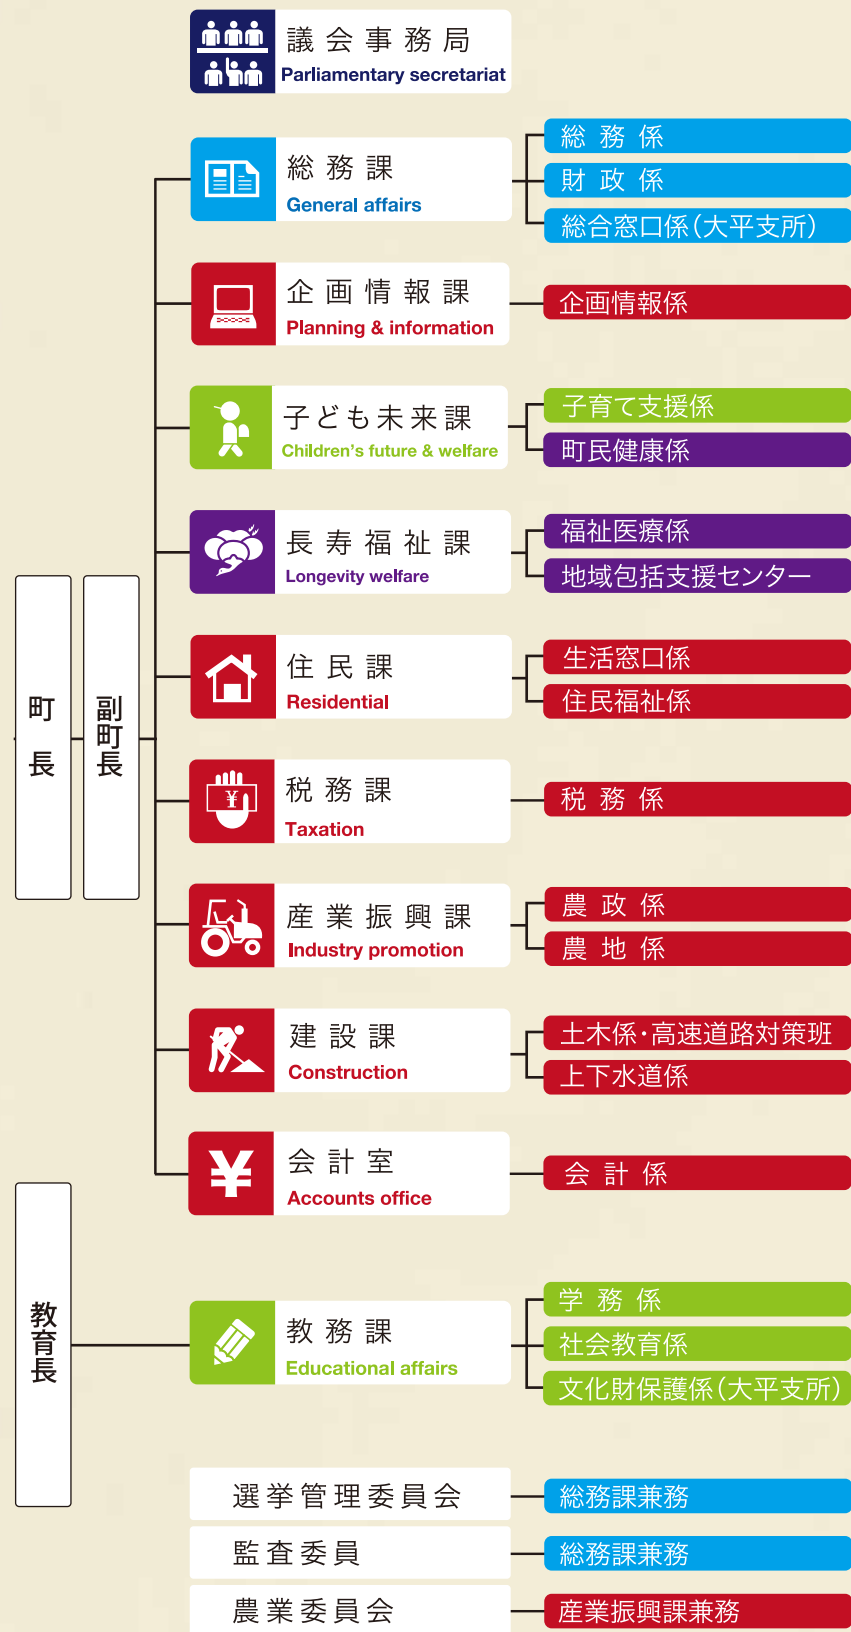 議会事務局
Parliamentary secretariat
町長
副町長
総務課
General affairs
総務係
財政係
総合窓口係(大平支所)
企画情報課
Planning & information
企画情報係
子ども未来課
Children's future & welfare
子育て支援係
町民健康係
長寿福祉課
Longevity welfare
福祉医療係
地域包括支援センター
住民課
Residential
生活窓口係
住民福祉係
税務課
Taxation
税務係
¥
産業振興課
Industry promotion
農政係
農地係
建設課
Construction
土木係・高速道路対策班
上下水道係
¥
会計室
Accounts office
会計係
教育長
教務課
Educational affairs
学務係
社会教育係
文化財保護係(大平支所)
選挙管理委員会
総務課兼務
監査委員
総務課兼務
農業委員会
産業振興課兼務